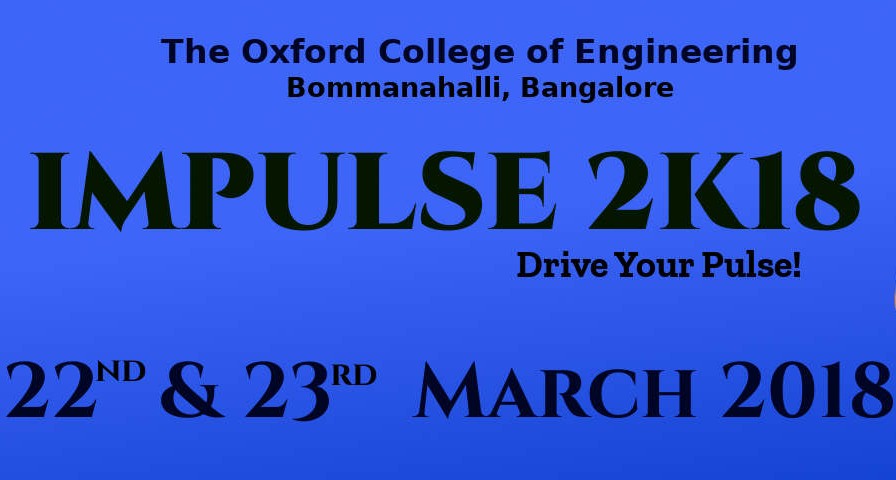 The Oxford College of Engineering
Bommanahalli, Bangalore
IMPULSE 2K18
Drive Your Pulse!
22ND & 23RD March 2018